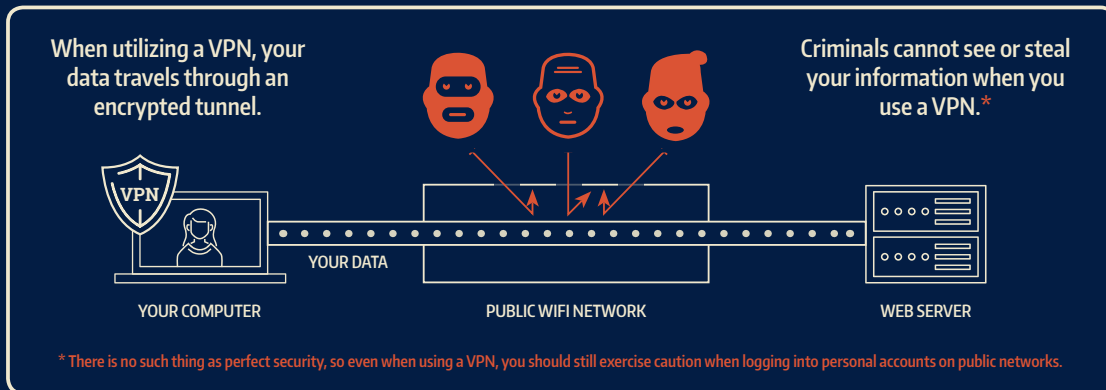 When utilizing a VPN, your
data travels through an
encrypted tunnel.
Criminals cannot see or steal
your information when you
use a VPN.*
VPN
YOUR DATA
YOUR COMPUTER
PUBLIC WIFI NETWORK
WEB SERVER
* There is no such thing as perfect security, so even when using a VPN, you should still exercise caution when logging into personal accounts on public networks.